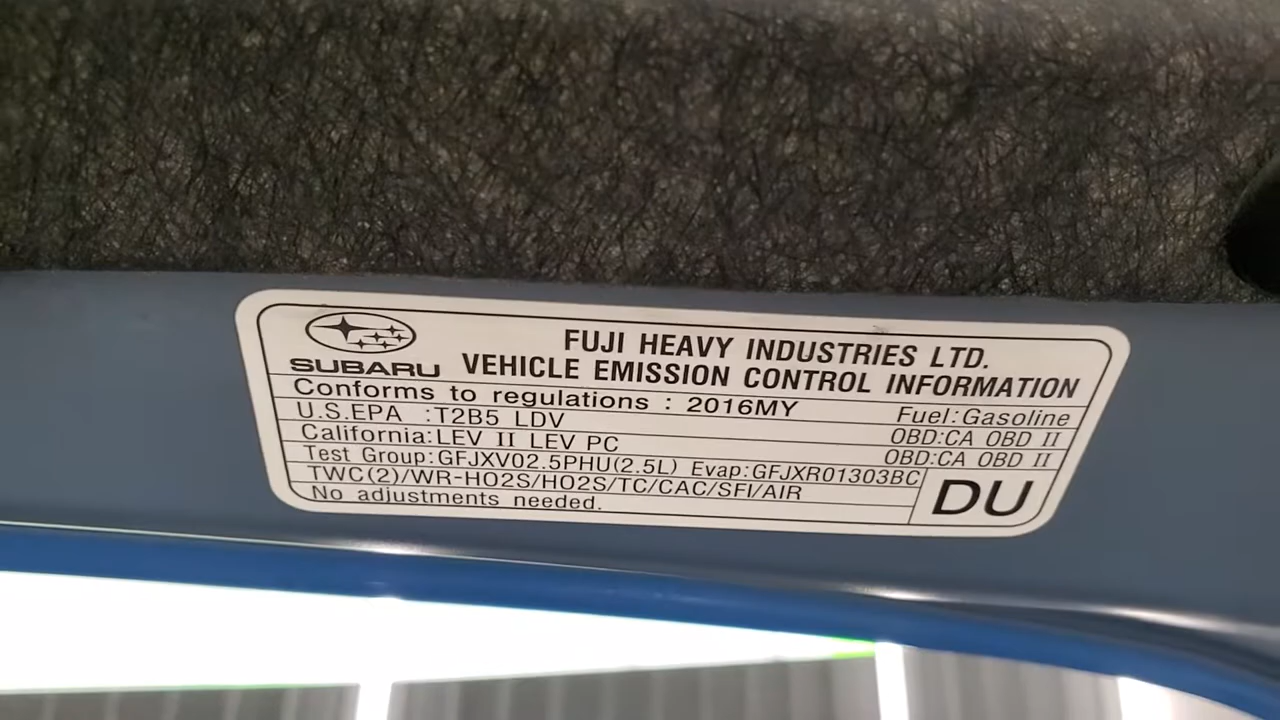 SUBARU
FUJI HEAVY INDUSTRIES LTD.
VEHICLE EMISSION CONTROL INFORMATION
Conforms to regulations : 2016MY Fuel:Gasoline
U.S.EPA :T2B5 LDV OBD:CA OBD II
California:LEV II LEV PC OBD:CA OBD II
Test Group:GFJXV02.5PHU(2.5L) Evap:GFJXR01303BC
TWC(2)/WR-HO2S/HO2S/TC/CAC/SFI/AIR
No adjustments needed.
DU